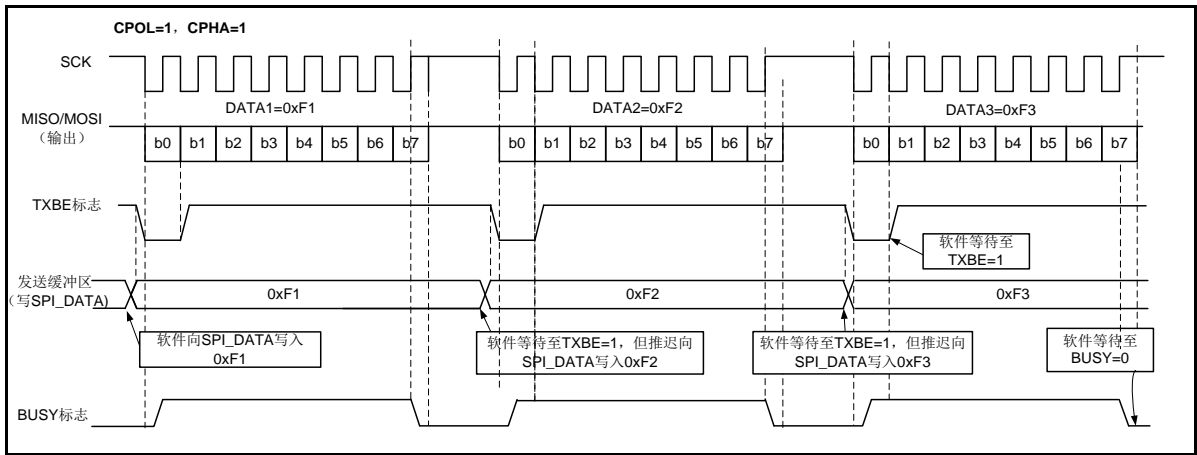 CPOL=1，CPHA=1
SCK
DATA1=0xF1
DATA2=0xF2
DATA3=0xF3
MISO/MOSI
（输出）
b0 b1 b2 b3 b4 b5 b6 b7
b0 b1 b2 b3 b4 b5 b6 b7
b0 b1 b2 b3 b4 b5 b6 b7
TXBE标志
软件等待至
TXBE=1
发送缓冲区
（写SPI_DATA)
0xF1
0xF2
0xF3
软件向SPI_DATA写入
0xF1
软件等待至TXBE=1，但推迟向
SPI_DATA写入0xF2
软件等待至TXBE=1，但推迟向
SPI_DATA写入0xF3
软件等待至
BUSY=0
BUSY标志